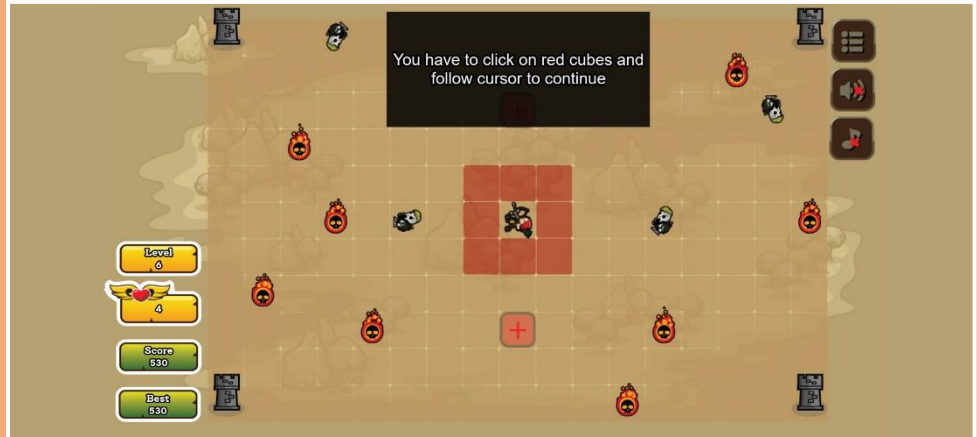 You have to click on red cubes and
follow cursor to continue
Level
6
4
Score
530
Best
530